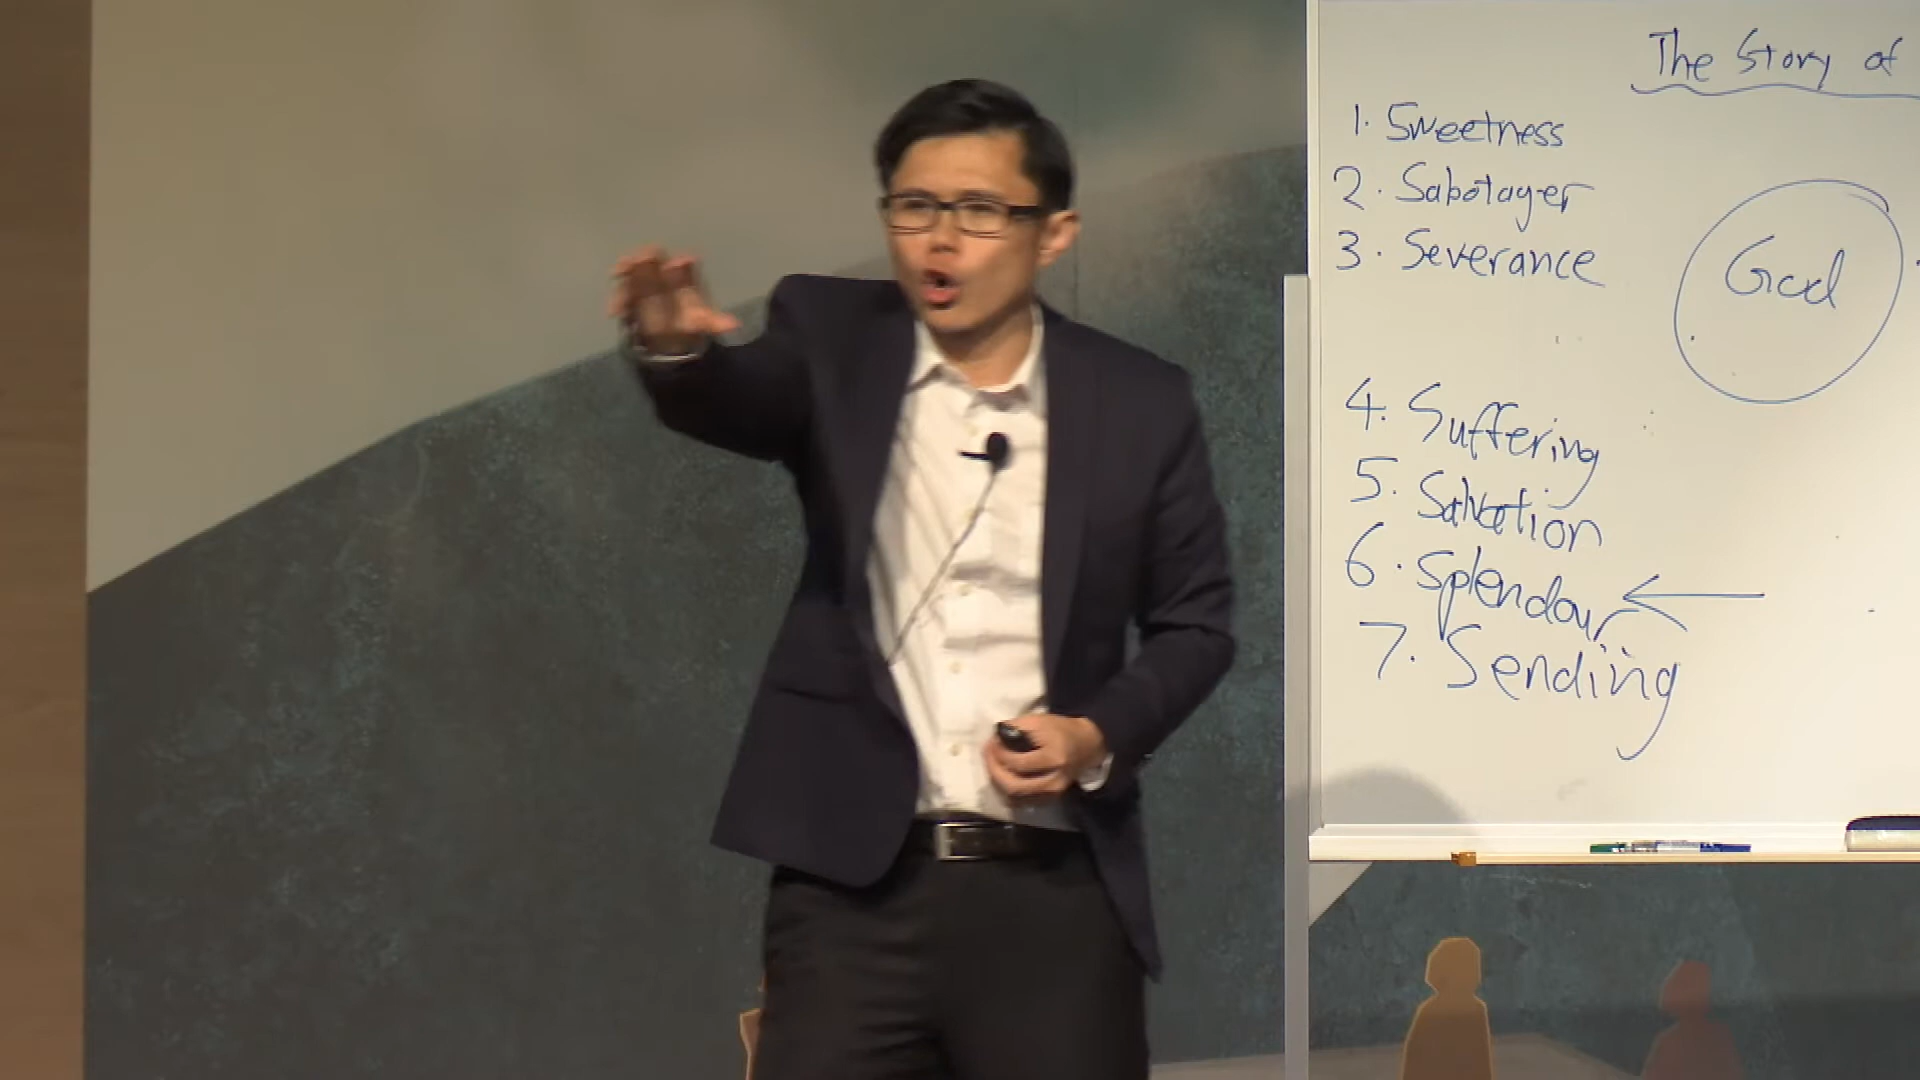 The Story of
1. Sweetness
2. Sabotager
3. Severance
God
4. Suffering
5. Salvation
6. Splendour
7. Sending